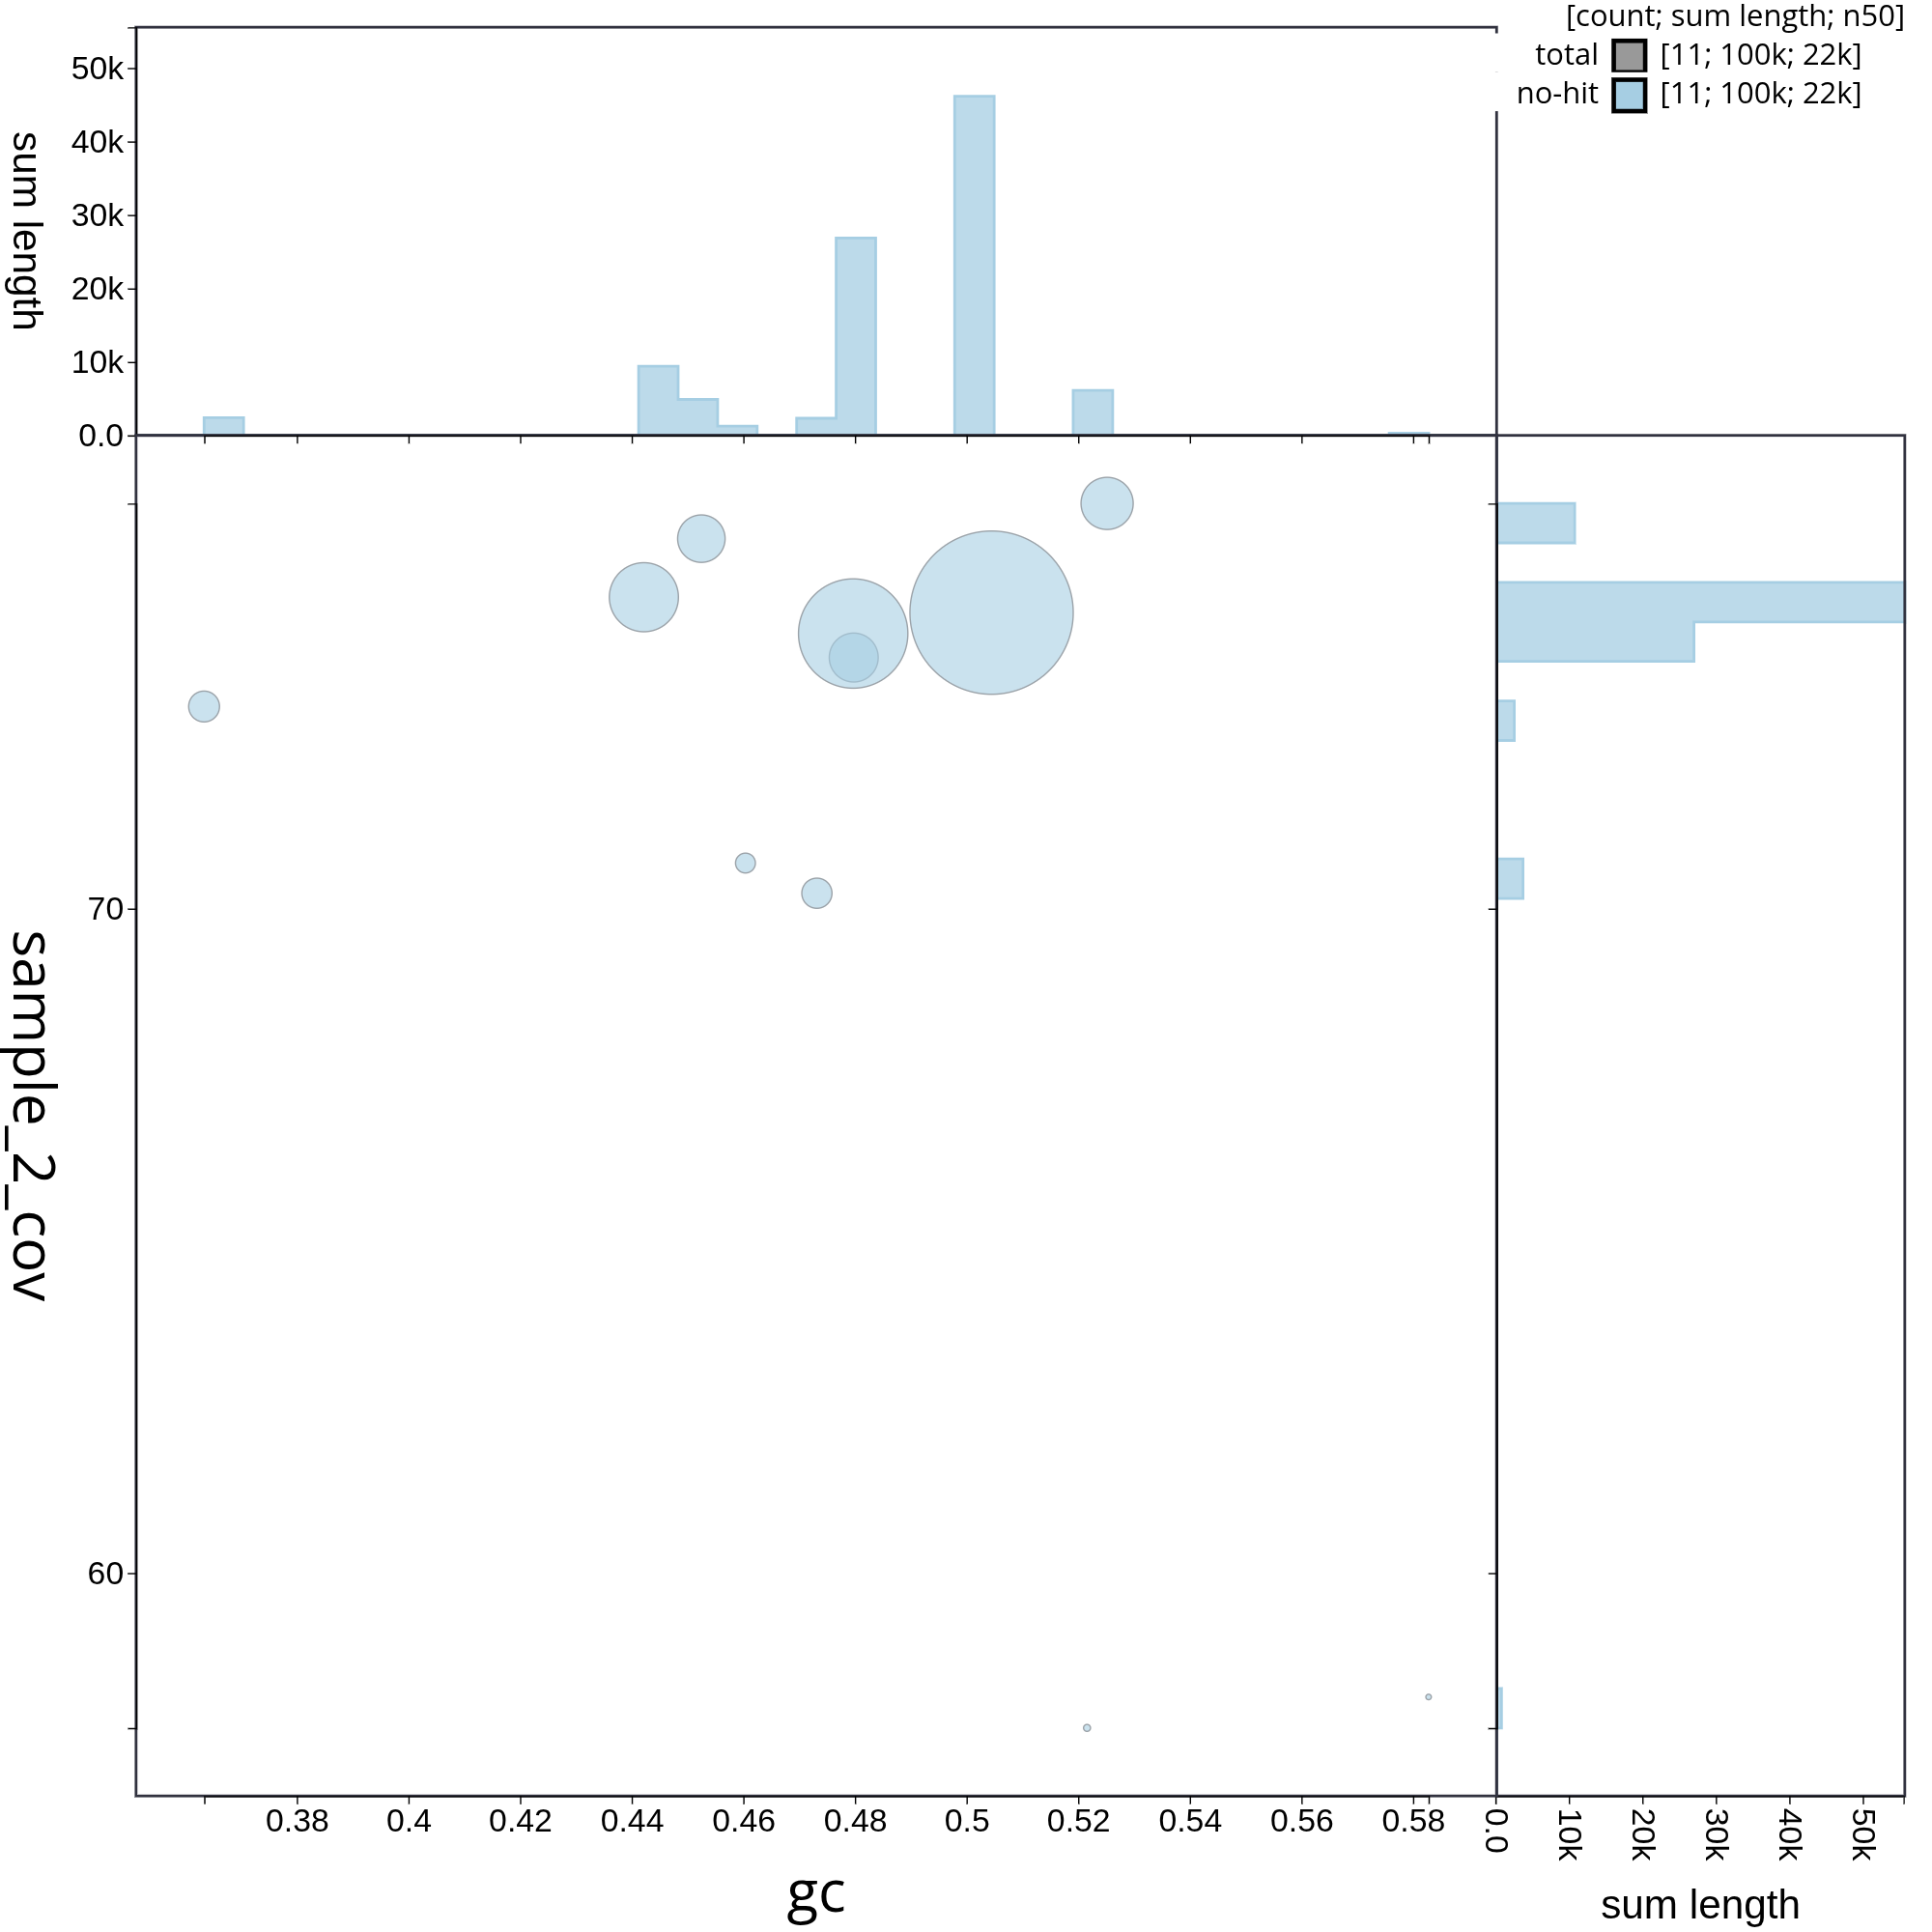 [count; sum length; n50]
total [11; 100k; 22k]
no-hit [11; 100k; 22k]
sum length
50k
40k
30k
20k
10k
0.0
sample_2_cov
70
60
0.38 0.4 0.42 0.44 0.46 0.48 0.5 0.52 0.54 0.56 0.58
gc
0.0 10k 20k 30k 40k 50k
sum length